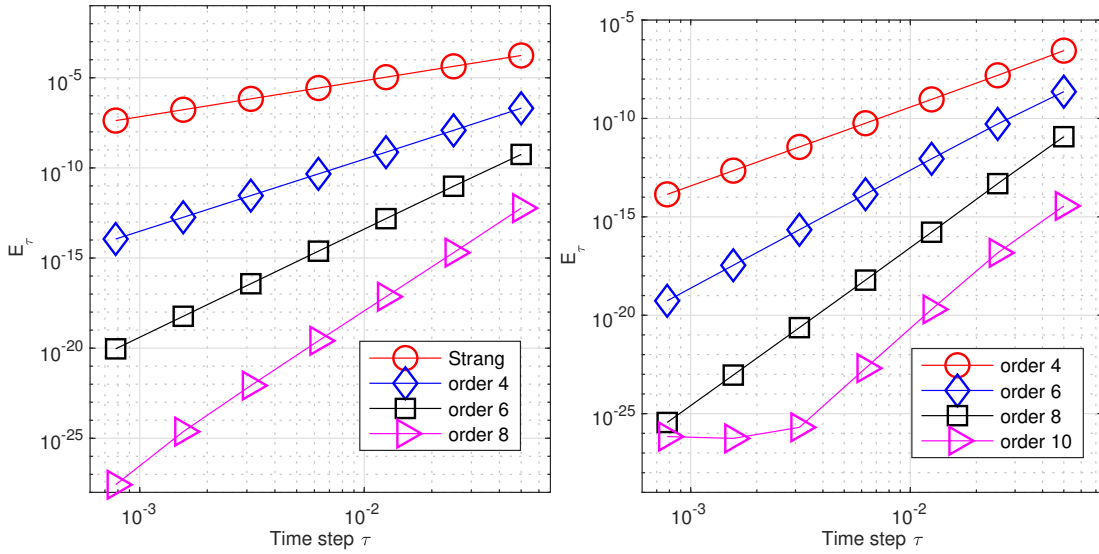 E_τ
10^-5
10^-10
10^-15
10^-20
10^-25
10^-3
10^-2
Time step τ
Strang
order 4
order 6
order 8
E_τ
10^-5
10^-10
10^-15
10^-20
10^-25
10^-3
10^-2
Time step τ
order 4
order 6
order 8
order 10